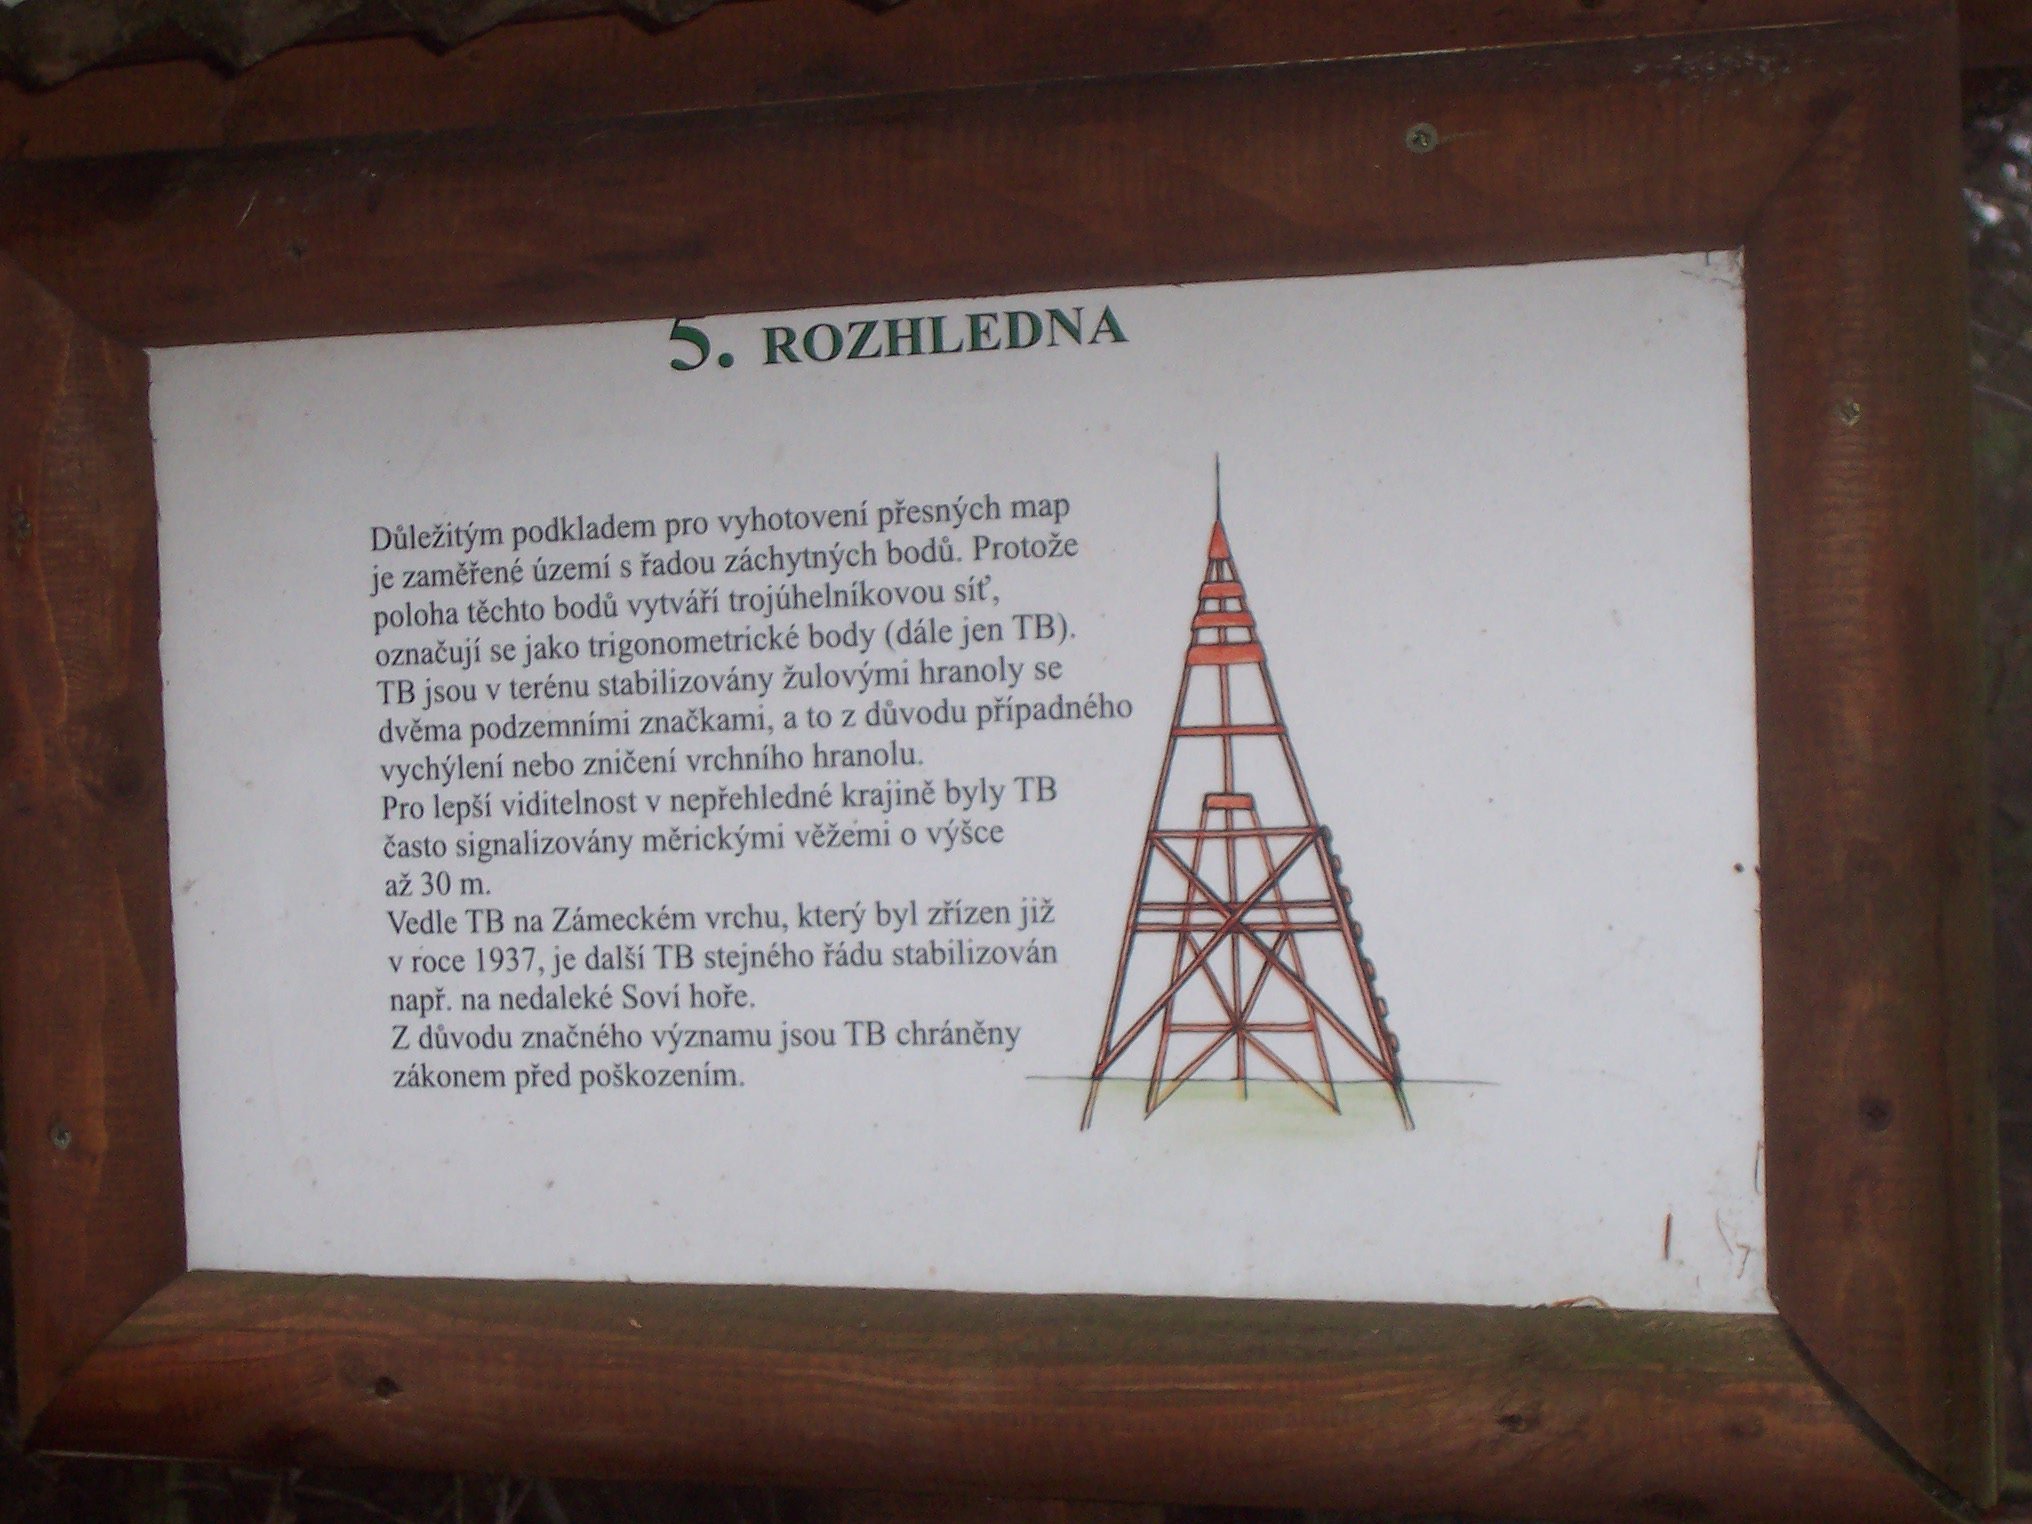 5. ROZHLEDNA
Důležitým podkladem pro vyhotovení přesných map
je zaměřené území s řadou záchytných bodů. Protože
poloha těchto bodů vytváří trojúhelníkovou síť,
označují se jako trigonometrické body (dále jen TB).
TB jsou v terénu stabilizovány žulovými hranoly se
dvěma podzemními značkami, a to z důvodu případného
vychýlení nebo zničení vrchního hranolu.
Pro lepší viditelnost v nepřehledné krajině byly TB
často signalizovány měrickými věžemi o výšce
až 30 m.
Vedle TB na Zámeckém vrchu, který byl zřízen již
v roce 1937, je další TB stejného řádu stabilizován
např. na nedaleké Soví hoře.
Z důvodu značného významu jsou TB chráněny
zákonem před poškozením.